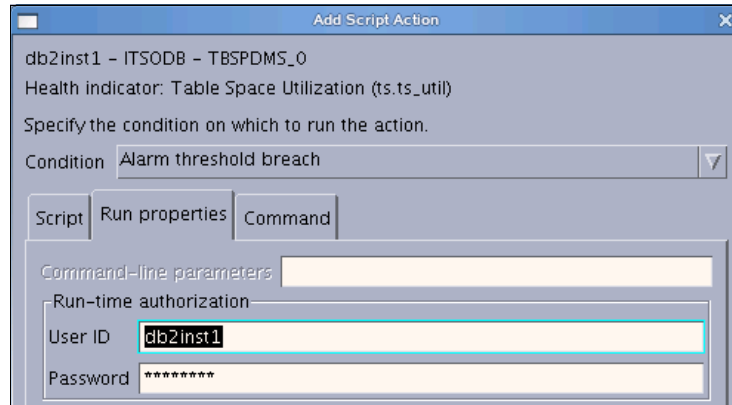 Add Script Action
db2inst1 - ITSODB - TBSPDMS_0
Health indicator: Table Space Utilization (ts.ts_util)
Specify the condition on which to run the action.
Condition Alarm threshold breach
Script Run properties Command
Command-line parameters
Run-time authorization
User ID db2inst1
Password ********